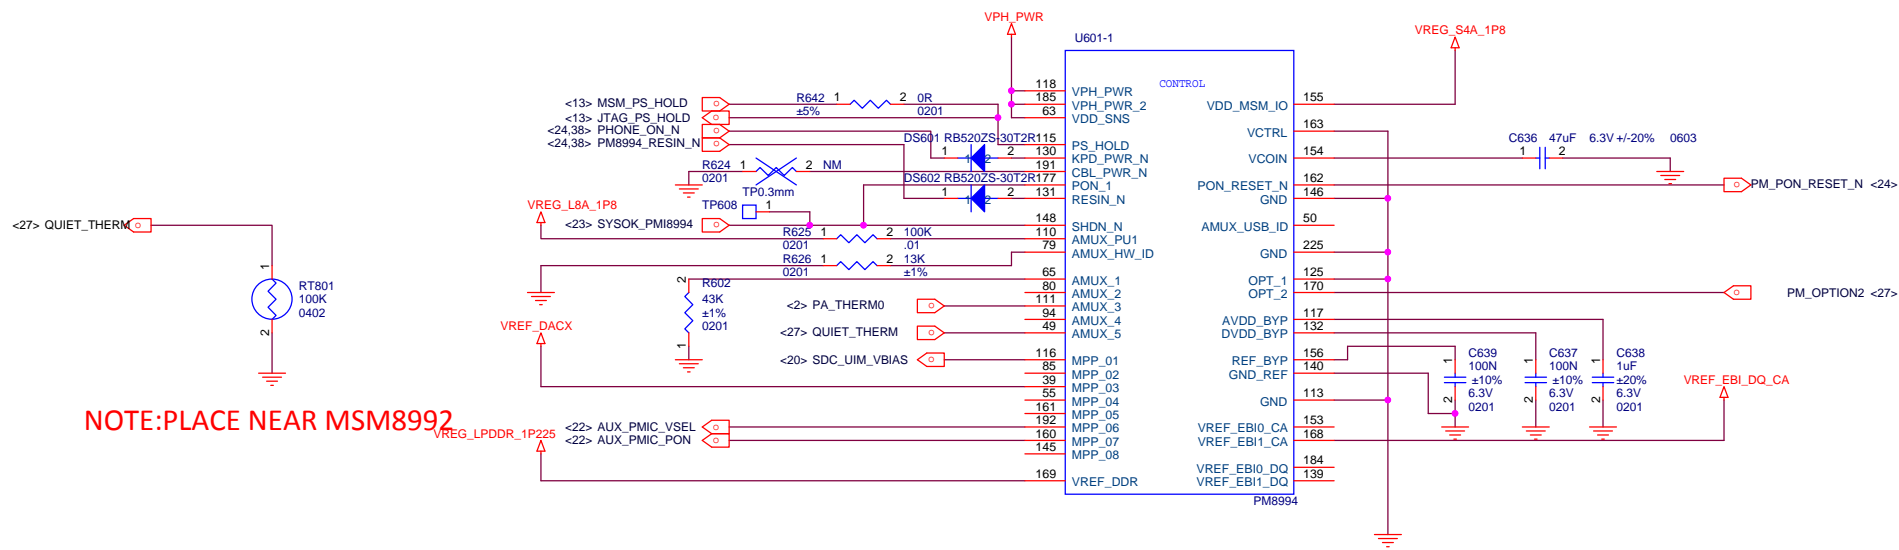 VPH_PWR
U601-1
VREG_S4A_1P8
CONTROL
<13> MSM_PS_HOLD
R642 1 2 0R
±5% 0201
<13> JTAG_PS_HOLD
<24,38> PHONE_ON_N
<24,38> PM8994_RESIN_N
DS601 RB520ZS-30T2R
1 2
R624 1 2 NM
0201
TP0.3mm
DS602 RB520ZS-30T2R
1 2
TP608 1
VREG_L8A_1P8
<23> SYSOK_PMI8994
R625 1 2 100K
0201 .01
R626 1 2 13K
0201 ±1%
<27> QUIET_THERM
1
RT801
100K
0402
2
2
R602
43K
±1%
0201
1
<2> PA_THERM0
<27> QUIET_THERM
VREF_DACX
<20> SDC_UIM_VBIAS
NOTE:PLACE NEAR MSM8992
VREG_LPDDR_1P225
<22> AUX_PMIC_VSEL
<22> AUX_PMIC_PON
118 VPH_PWR
185 VPH_PWR_2
63 VDD_SNS
115 PS_HOLD
130 KPD_PWR_N
191 CBL_PWR_N
177 PON_1
131 RESIN_N
148 SHDN_N
110 AMUX_PU1
79 AMUX_HW_ID
65 AMUX_1
80 AMUX_2
111 AMUX_3
94 AMUX_4
49 AMUX_5
116 MPP_01
85 MPP_02
39 MPP_03
55 MPP_04
161 MPP_05
192 MPP_06
160 MPP_07
145 MPP_08
169 VREF_DDR
VDD_MSM_IO 155
VCTRL 163
VCOIN 154
PON_RESET_N 162
GND 146
AMUX_USB_ID 50
GND 225
OPT_1 125
OPT_2 170
AVDD_BYP 117
DVDD_BYP 132
REF_BYP 156
GND_REF 140
GND 113
VREF_EBI0_CA 153
VREF_EBI1_CA 168
VREF_EBI0_DQ 184
VREF_EBI1_DQ 139
PM8994
C636 47uF 6.3V +/-20% 0603
1 2
PM_PON_RESET_N <24>
PM_OPTION2 <27>
1
C639
100N
±10%
6.3V
0201
2
1
C637
100N
±10%
6.3V
0201
2
1
C638
1uF
±20%
6.3V
0201
2
VREF_EBI_DQ_CA